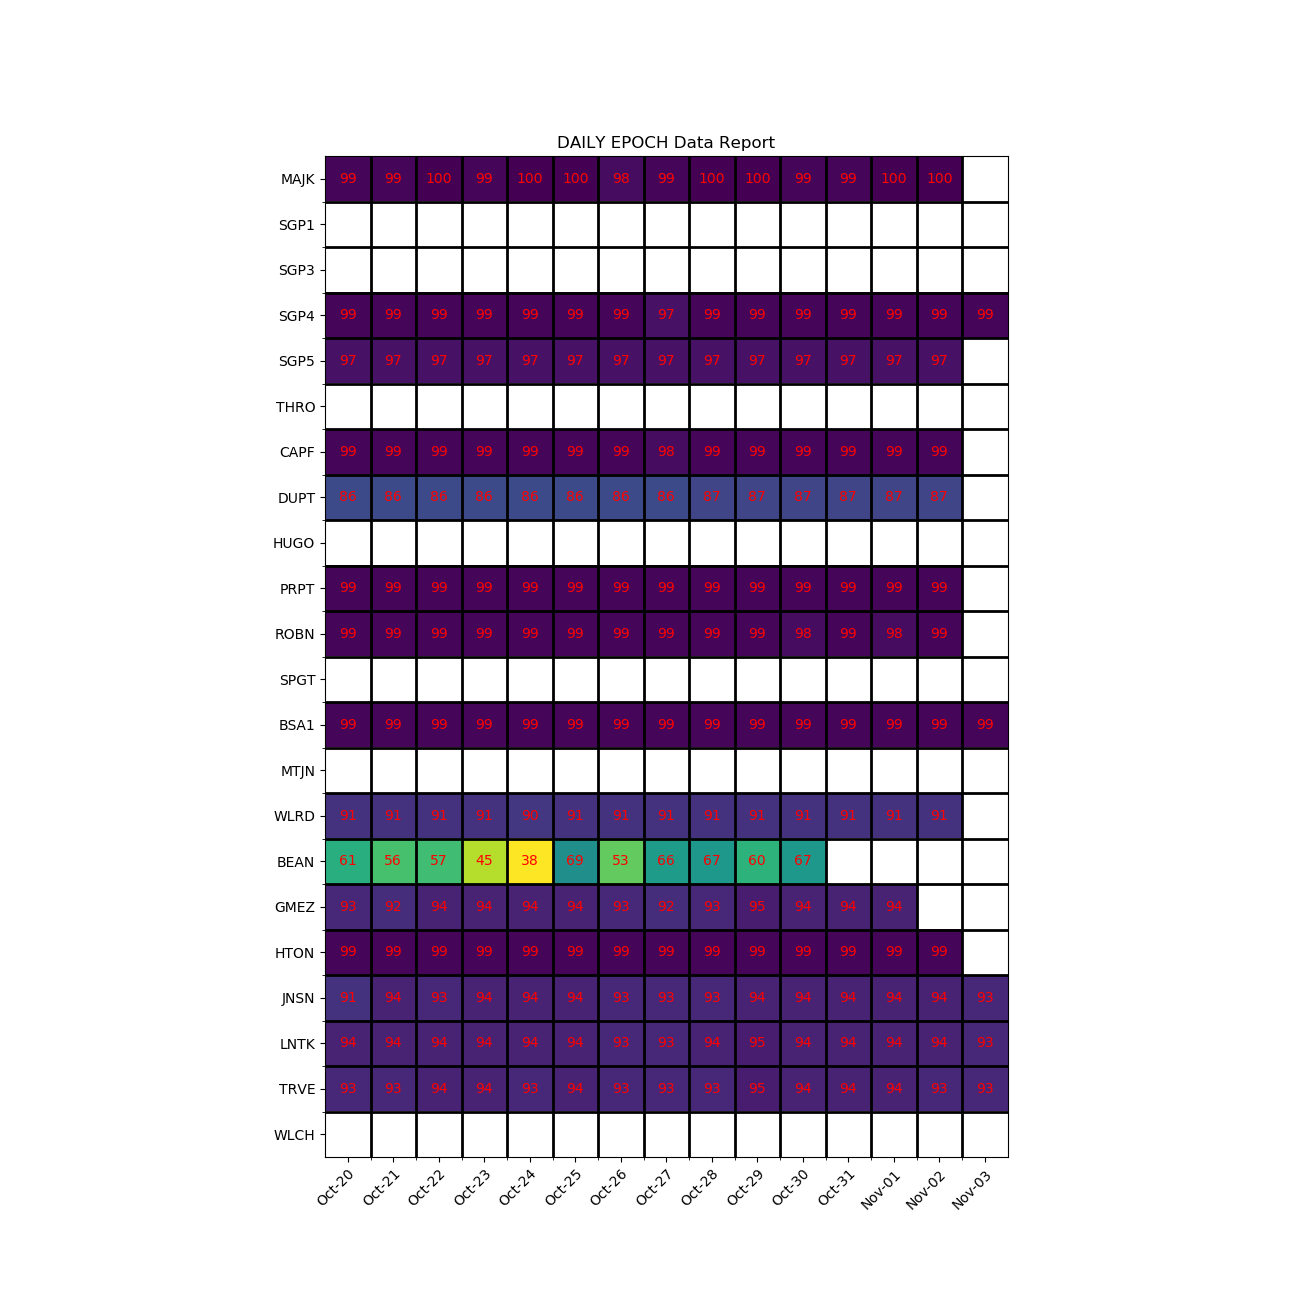 DAILY EPOCH Data Report
MAJK 99 99 100 99 100 100 98 99 100 100 99 99 100 100
SGP1
SGP3
SGP4 99 99 99 99 99 99 99 97 99 99 99 99 99 99 99
SGP5 97 97 97 97 97 97 97 97 97 97 97 97 97 97
THRO
CAPF 99 99 99 99 99 99 99 98 99 99 99 99 99 99
DUPT 86 86 86 86 86 86 86 86 87 87 87 87 87 87
HUGO
PRPT 99 99 99 99 99 99 99 99 99 99 99 99 99 99
ROBN 99 99 99 99 99 99 99 99 99 99 98 99 98 99
SPGT
BSA1 99 99 99 99 99 99 99 99 99 99 99 99 99 99 99
MTJN
WLRD 91 91 91 91 90 91 91 91 91 91 91 91 91 91
BEAN 61 56 57 45 38 69 53 66 67 60 67
GMEZ 93 92 94 94 94 94 93 92 93 95 94 94 94
HTON 99 99 99 99 99 99 99 99 99 99 99 99 99 99
JNSN 91 94 93 94 94 94 93 93 93 94 94 94 94 94 93
LNTK 94 94 94 94 94 94 93 93 94 95 94 94 94 94 93
TRVE 93 93 94 94 93 94 93 93 93 95 94 94 94 93 93
WLCH
Oct-20 Oct-21 Oct-22 Oct-23 Oct-24 Oct-25 Oct-26 Oct-27 Oct-28 Oct-29 Oct-30 Oct-31 Nov-01 Nov-02 Nov-03